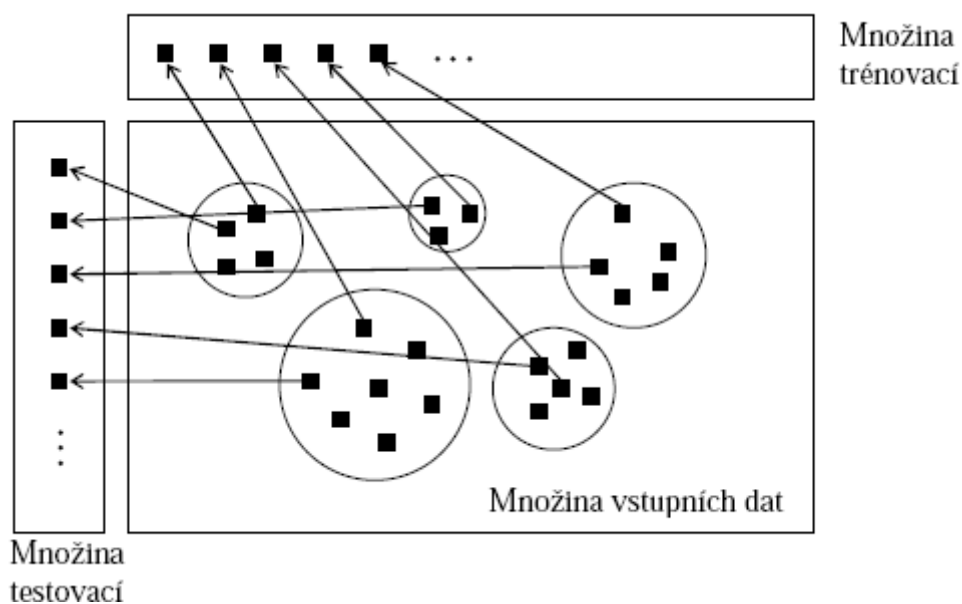 Množina
trénovací
Množina vstupních dat
Množina
testovací